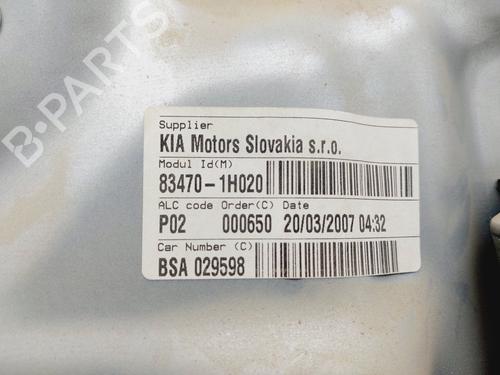 B-PARTS
Supplier
KIA Motors Slovakia s.r.o.
Modul Id(M)
83470-1H020
ALC code Order(C) Date
P02 000650 20/03/2007 04:32
Car Number (C)
BSA 029598